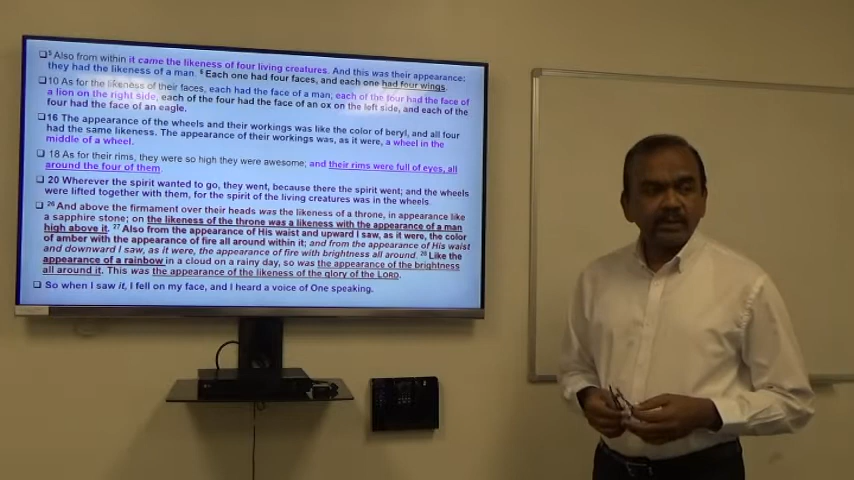 ❑ ⁵ Also from within it came the likeness of four living creatures. And this was their appearance:
they had the likeness of a man. ⁶ Each one had four faces, and each one had four wings.
❑ 10 As for the likeness of their faces, each had the face of a man; each of the four had the face of
a lion on the right side, each of the four had the face of an ox on the left side, and each of the
four had the face of an eagle.
❑ 16 The appearance of the wheels and their workings was like the color of beryl, and all four
had the same likeness. The appearance of their workings was, as it were, a wheel in the
middle of a wheel.
❑ 18 As for their rims, they were so high they were awesome; and their rims were full of eyes, all
around the four of them.
❑ 20 Wherever the spirit wanted to go, they went, because there the spirit went; and the wheels
were lifted together with them, for the spirit of the living creatures was in the wheels.
❑ ²⁶ And above the firmament over their heads was the likeness of a throne, in appearance like
a sapphire stone; on the likeness of the throne was a likeness with the appearance of a man
high above it. ²⁷ Also from the appearance of His waist and upward I saw, as it were, the color
of amber with the appearance of fire all around within it; and from the appearance of His waist
and downward I saw, as it were, the appearance of fire with brightness all around. ²⁸ Like the
appearance of a rainbow in a cloud on a rainy day, so was the appearance of the brightness
all around it. This was the appearance of the likeness of the glory of the LORD.
❑ So when I saw it, I fell on my face, and I heard a voice of One speaking.